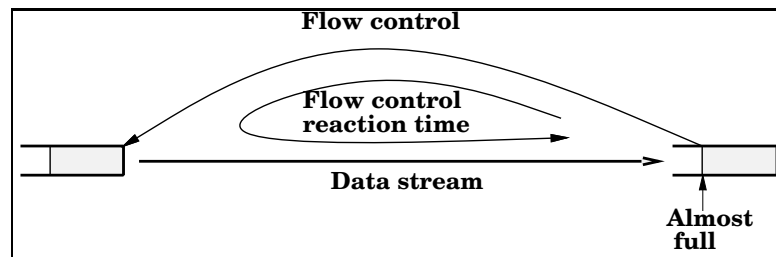 Flow control
Flow control
reaction time
Data stream
Almost
full